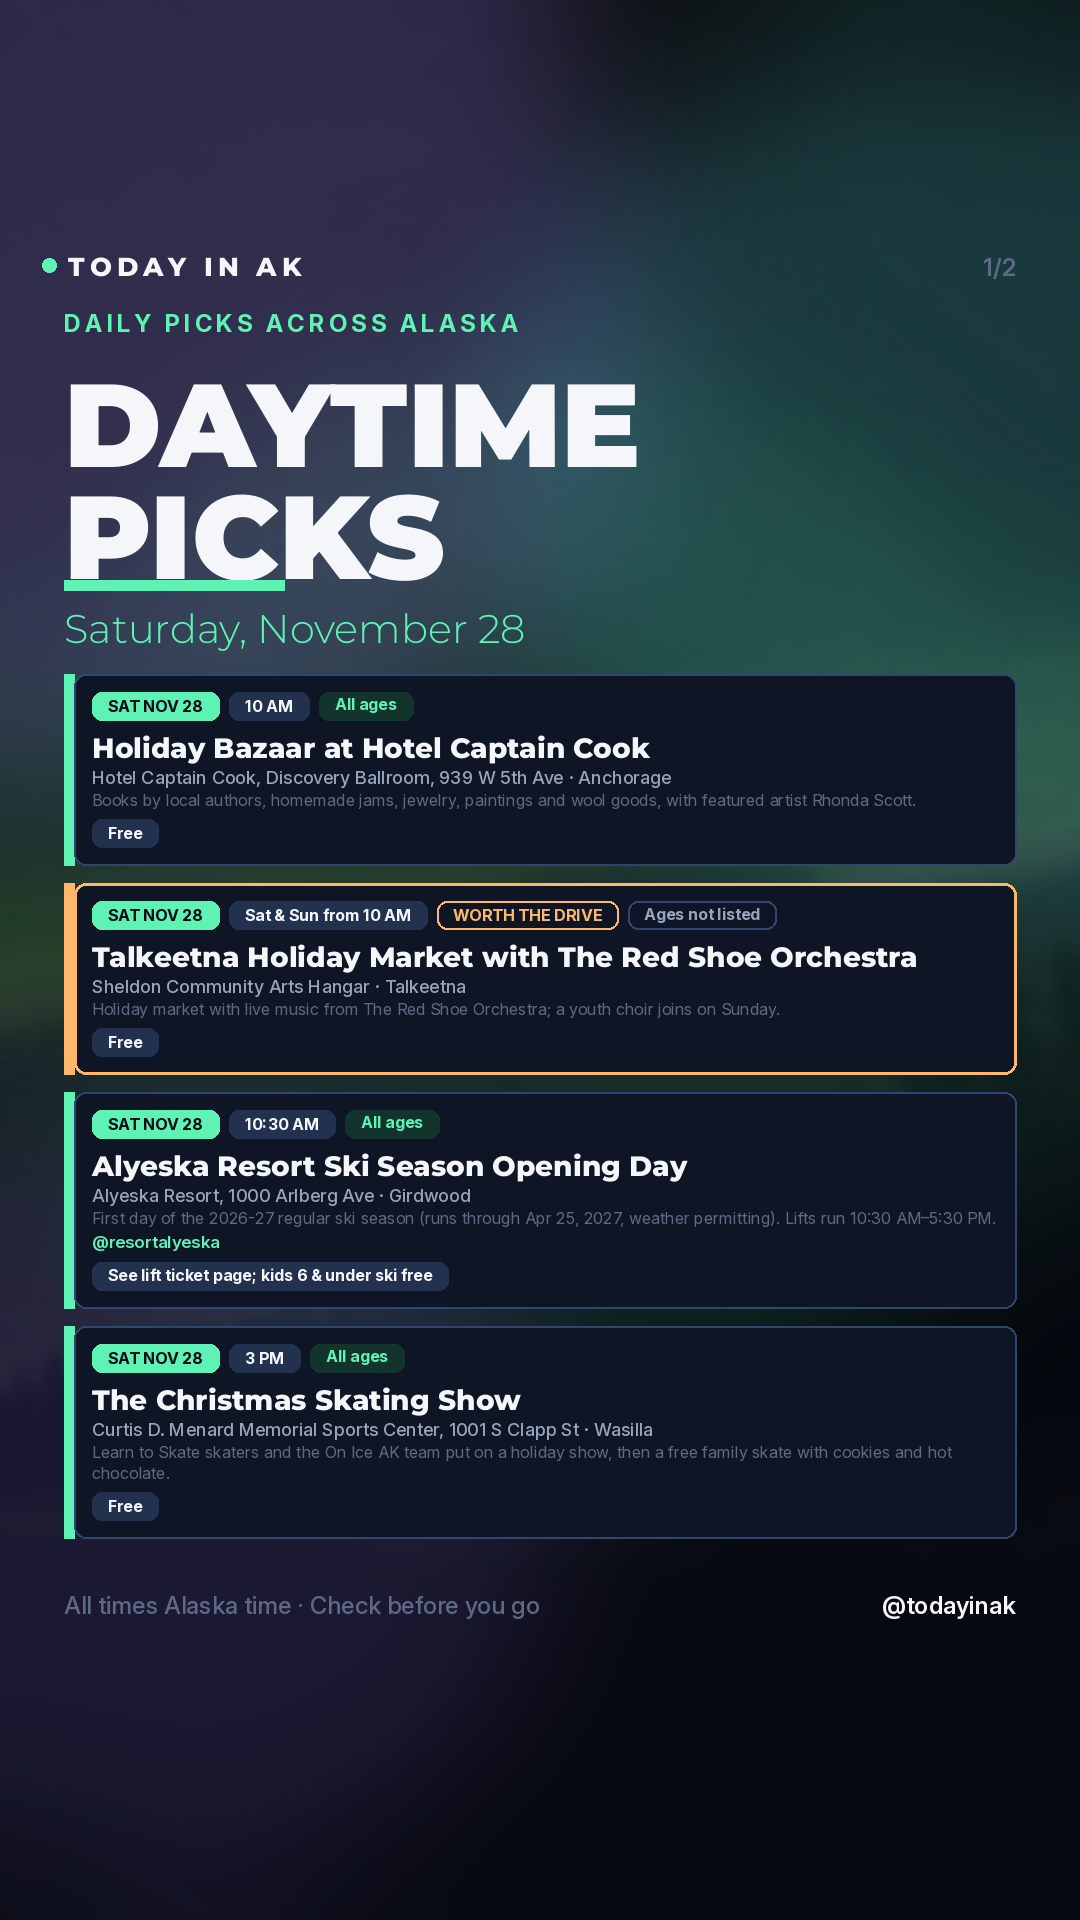 TODAY IN AK
1/2
DAILY PICKS ACROSS ALASKA
DAYTIME
PICKS
Saturday, November 28
SAT NOV 28 10 AM All ages
Holiday Bazaar at Hotel Captain Cook
Hotel Captain Cook, Discovery Ballroom, 939 W 5th Ave · Anchorage
Books by local authors, homemade jams, jewelry, paintings and wool goods, with featured artist Rhonda Scott.
Free
SAT NOV 28 Sat & Sun from 10 AM WORTH THE DRIVE Ages not listed
Talkeetna Holiday Market with The Red Shoe Orchestra
Sheldon Community Arts Hangar · Talkeetna
Holiday market with live music from The Red Shoe Orchestra; a youth choir joins on Sunday.
Free
SAT NOV 28 10:30 AM All ages
Alyeska Resort Ski Season Opening Day
Alyeska Resort, 1000 Arlberg Ave · Girdwood
First day of the 2026-27 regular ski season (runs through Apr 25, 2027, weather permitting). Lifts run 10:30 AM–5:30 PM.
@resortalyeska
See lift ticket page; kids 6 & under ski free
SAT NOV 28 3 PM All ages
The Christmas Skating Show
Curtis D. Menard Memorial Sports Center, 1001 S Clapp St · Wasilla
Learn to Skate skaters and the On Ice AK team put on a holiday show, then a free family skate with cookies and hot
chocolate.
Free
All times Alaska time · Check before you go
@todayinak